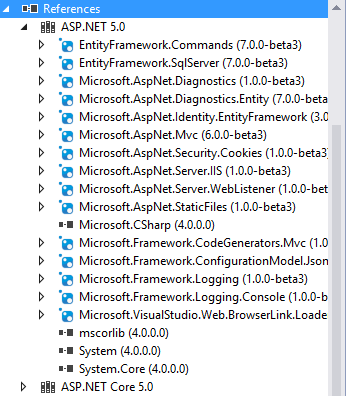 References
ASP.NET 5.0
EntityFramework.Commands (7.0.0-beta3)
EntityFramework.SqlServer (7.0.0-beta3)
Microsoft.AspNet.Diagnostics (1.0.0-beta3)
Microsoft.AspNet.Diagnostics.Entity (7.0.0-beta3)
Microsoft.AspNet.Identity.EntityFramework (3.0
Microsoft.AspNet.Mvc (6.0.0-beta3)
Microsoft.AspNet.Security.Cookies (1.0.0-beta3)
Microsoft.AspNet.Server.IIS (1.0.0-beta3)
Microsoft.AspNet.Server.WebListener (1.0.0-beta3)
Microsoft.AspNet.StaticFiles (1.0.0-beta3)
Microsoft.CSharp (4.0.0.0)
Microsoft.Framework.CodeGenerators.Mvc (1.0
Microsoft.Framework.ConfigurationModel.Json
Microsoft.Framework.Logging (1.0.0-beta3)
Microsoft.Framework.Logging.Console (1.0.0-be
Microsoft.VisualStudio.Web.BrowserLink.Loade
mscorlib (4.0.0.0)
System (4.0.0.0)
System.Core (4.0.0.0)
ASP.NET Core 5.0